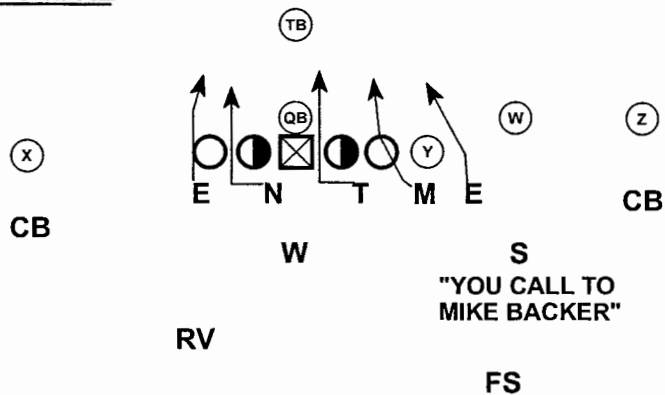 TB
QB
W
Z
X
Y
E N T M E
CB
CB
W
S
"YOU CALL TO
MIKE BACKER"
RV
FS